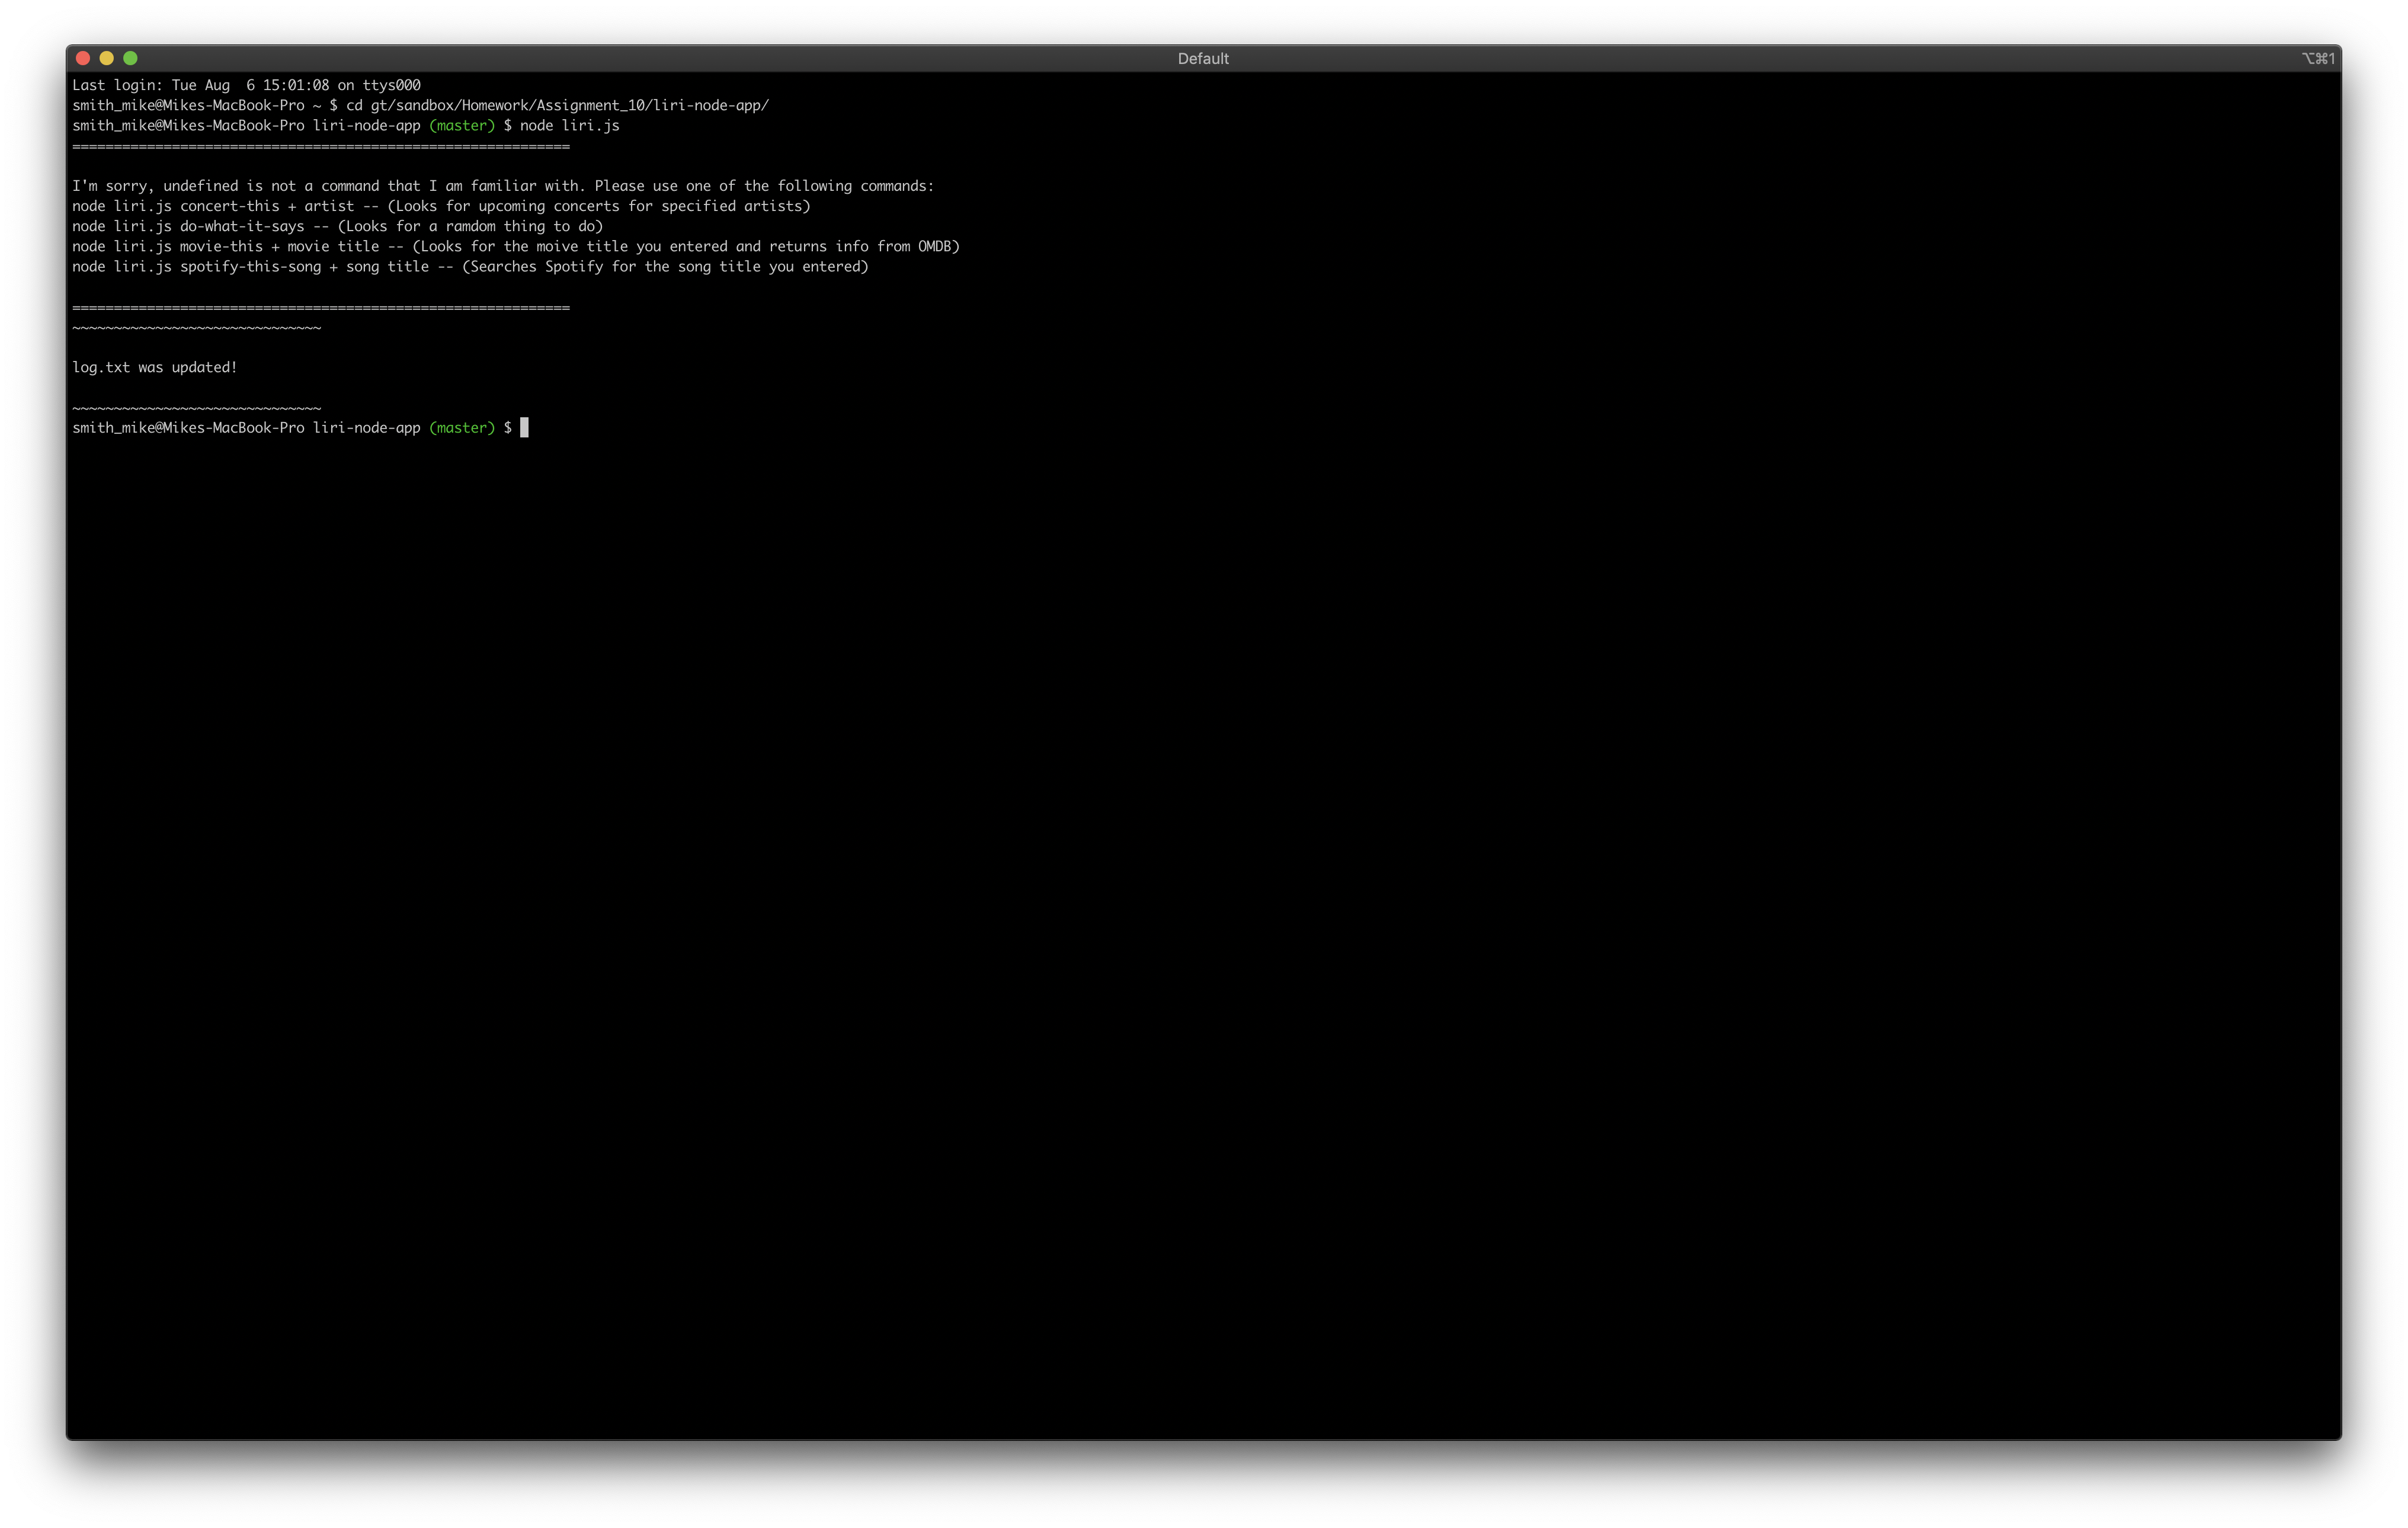 Default
⌥⌘1
Last login: Tue Aug  6 15:01:08 on ttys000
smith_mike@Mikes-MacBook-Pro ~ $ cd gt/sandbox/Homework/Assignment_10/liri-node-app/
smith_mike@Mikes-MacBook-Pro liri-node-app (master) $ node liri.js
============================================================
I'm sorry, undefined is not a command that I am familiar with. Please use one of the following commands:
node liri.js concert-this + artist -- (Looks for upcoming concerts for specified artists)
node liri.js do-what-it-says -- (Looks for a ramdom thing to do)
node liri.js movie-this + movie title -- (Looks for the moive title you entered and returns info from OMDB)
node liri.js spotify-this-song + song title -- (Searches Spotify for the song title you entered)
============================================================
~~~~~~~~~~~~~~~~~~~~~~~~~~~~~~
log.txt was updated!
~~~~~~~~~~~~~~~~~~~~~~~~~~~~~~
smith_mike@Mikes-MacBook-Pro liri-node-app (master) $